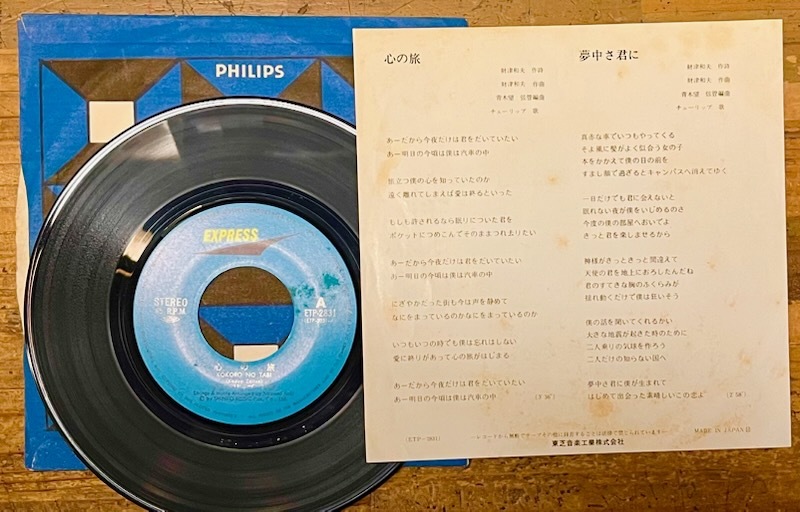 PHILIPS
EXPRESS
STEREO
45 RPM
A
ETP-2831
心の旅
KOKORO NO TABI
心の旅
財津和夫 作詩
財津和夫 作曲
青木望 編曲
チューリップ 歌
あーだから今夜だけは君をだいていたい
あー明日の今頃は僕は汽車の中
旅立つ僕の心を知っていたのか
遠く離れてしまえば愛は終るといった
もしも許されるなら眠りについた君を
ポケットにつめこんでそのままつれ去りたい
あーだから今夜だけは君をだいていたい
あー明日の今頃は僕は汽車の中
にぎやかだった街も今は声を静めて
なにをまっているのかなにをまっているのか
いつもいつの時でも僕は忘れはしない
愛に終りがあって心の旅がはじまる
あーだから今夜だけは君をだいていたい
あー明日の今頃は僕は汽車の中
夢中さ君に
財津和夫 作詩
財津和夫 作曲
青木望 編曲
チューリップ 歌
真赤な車でいつもやってくる
そよ風に髪がよく似合う女の子
本をかかえて僕の目の前を
すまし顔で過ぎるとキャンパスへ消えてゆく
一日だけでも君に会えないと
眠れない夜が僕をいじめるのさ
今度の僕の部屋へおいでよ
きっと君を楽しませるから
神様がきっときっと間違えて
天使の君を地上におろしたんだね
君のすてきな胸のふくらみが
揺れ動くだけで僕は狂いそう
僕の話を聞いてくれるかい
大きな地震が起きた時のために
二人乗りの気球を作ろう
二人だけの知らない国へ
夢中さ君に僕が生まれて
はじめて出会った素晴しいこの恋よ
(ETP-2831)
東芝音楽工業株式会社
MADE IN JAPAN